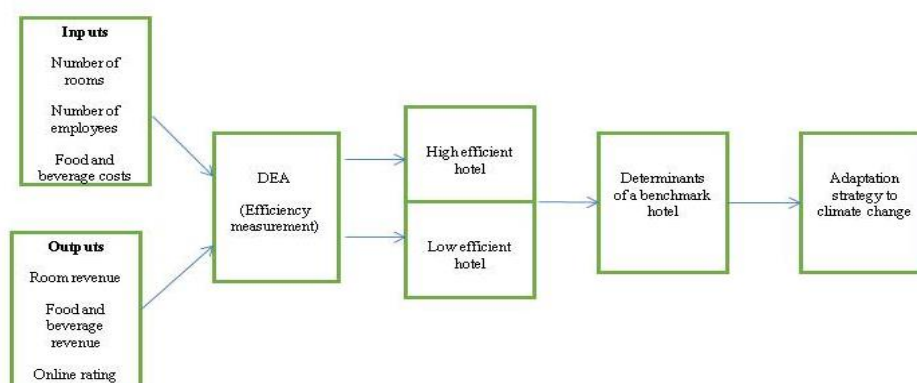 Inputs
Number of
rooms
Number of
employees
Food and
beverage costs
Outputs
Room revenue
Food and
beverage
revenue
Online rating
DEA
(Efficiency
measurement)
High efficient
hotel
Low efficient
hotel
Determinants
of a benchmark
hotel
Adaptation
strategy to
climate change